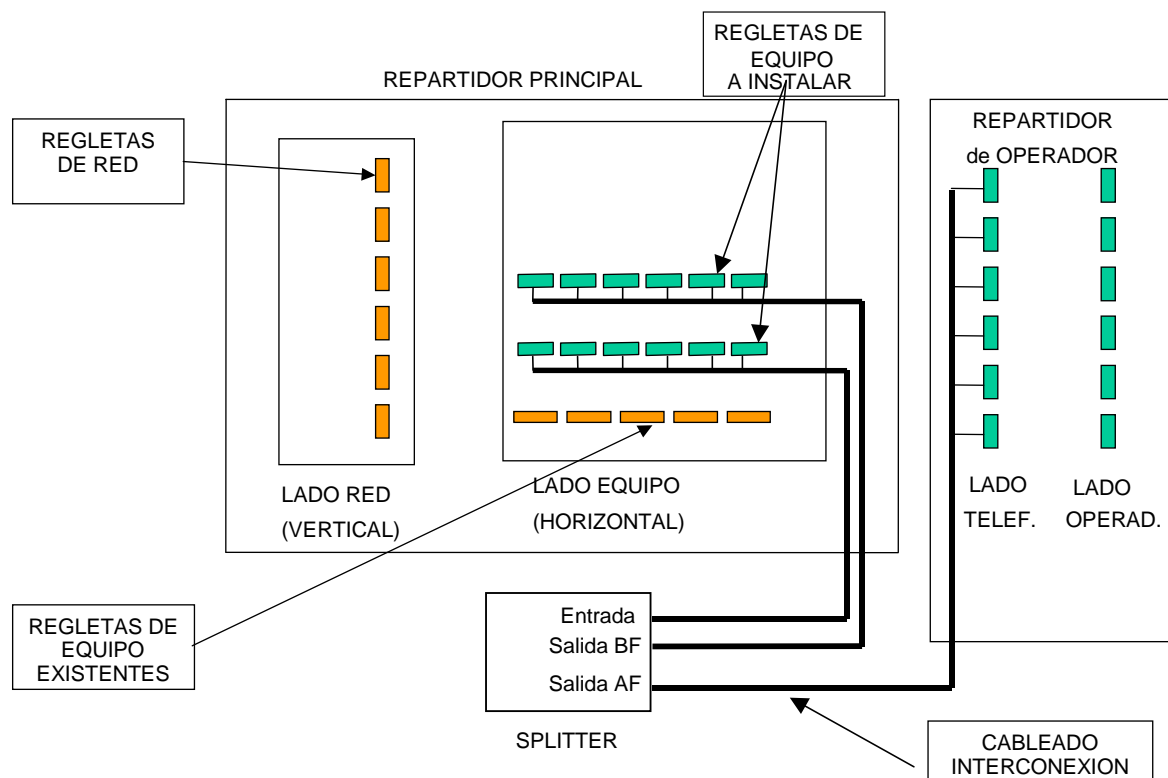 REGLETAS DE
EQUIPO
A INSTALAR
REPARTIDOR PRINCIPAL
REGLETAS
DE RED
REPARTIDOR
de OPERADOR
LADO RED
(VERTICAL)
LADO EQUIPO
(HORIZONTAL)
LADO
TELEF.
LADO
OPERAD.
REGLETAS DE
EQUIPO
EXISTENTES
Entrada
Salida BF
Salida AF
SPLITTER
CABLEADO
INTERCONEXION